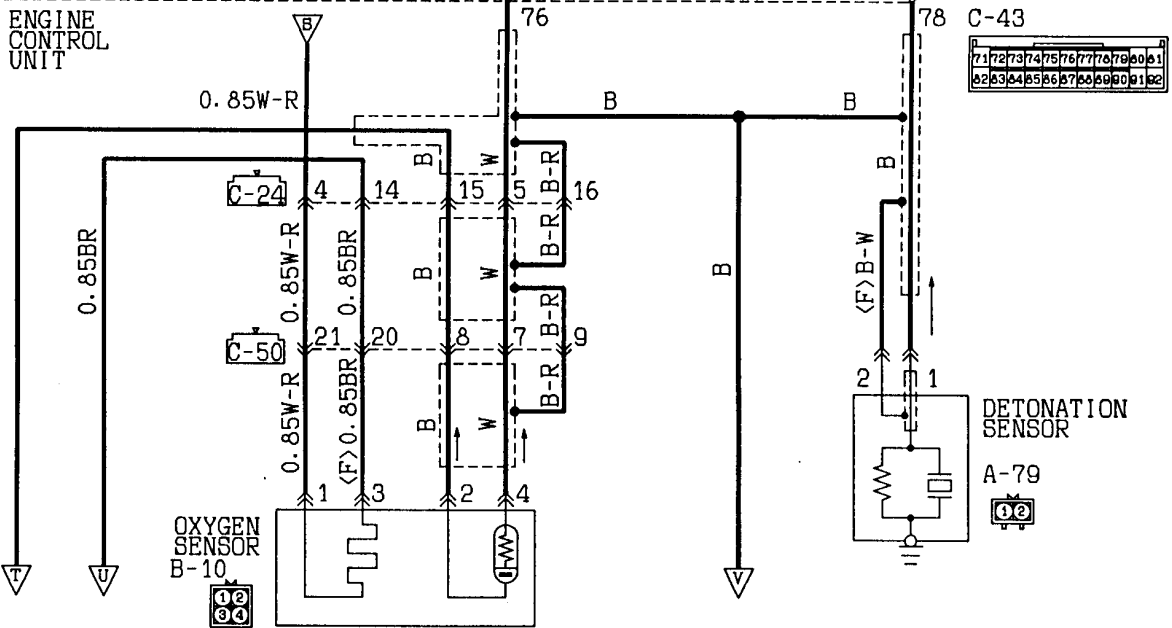 ENGINE
CONTROL
UNIT
B
76
78
C-43
71 72 73 74 75 76 77 78 79 80 81
82 83 84 85 86 87 88 89 90 91 92
0.85W-R
B
B
B
W
B-R
B
C-24
4
14
15
5
16
0.85BR
0.85W-R
0.85BR
B
W
B-R
B
<F>B-W
C-50
21
20
8
7
9
B-R
0.85W-R
<F>0.85BR
B
W
B-R
2
1
DETONATION
SENSOR
A-79
1 2
1
3
2
4
OXYGEN
SENSOR
B-10
1 2
3 4
T
U
V